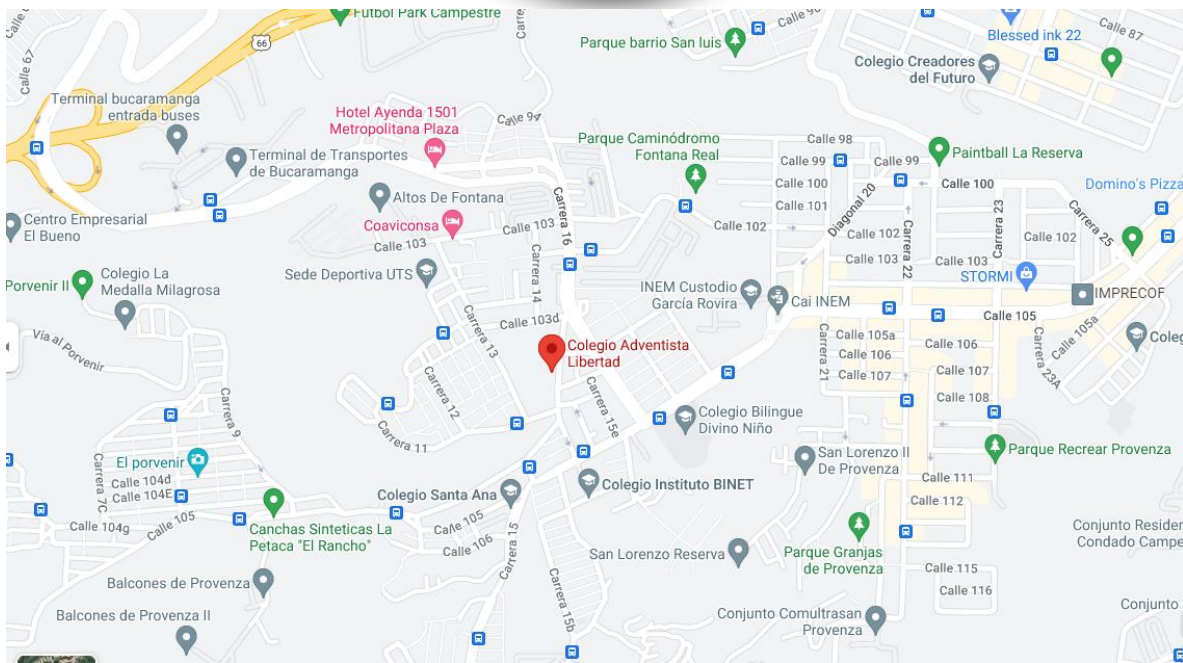 Futbol Park Campestre
66
Calle 67
Carre
Calle 90
Parque barrio San luis
Blessed ink 22
Calle 87
Colegio Creadores
del Futuro
Terminal bucaramanga
entrada buses
Hotel Ayenda 1501
Metropolitana Plaza
Calle 94
Terminal de Transportes
de Bucaramanga
Parque Caminódromo
Fontana Real
Calle 98
Calle 99
Calle 99
Paintball La Reserva
Calle 100
Calle 100
Calle 101
Domino's Pizza
Altos De Fontana
Centro Empresarial
El Bueno
Coaviconsa
Calle 103
Calle 103
Carrera 16
Calle 102
Diagonal 20
Calle 102
Carrera 22
Carrera 23
Calle 102
Carrera 25
Calle 103
Calle 103
Porvenir II
Colegio La
Medalla Milagrosa
Sede Deportiva UTS
Carrera 14
INEM Custodio
García Rovira
Cai INEM
STORMI
IMPRECOF
Calle 105
Vía al Porvenir
Calle 103d
Carrera 13
Colegio Adventista
Libertad
Carrera 21
Calle 105a
Calle 106
Calle 107
Calle 106
Calle 107
Calle 108
Calle 105a
Carrera 23A
Coleg
Carrera 9
Carrera 12
Carrera 11
Carrera 15e
Colegio Bilingue
Divino Niño
El porvenir
Calle 104d
Calle 104E
Carrera 7C
Calle 104g
Calle 105
Canchas Sinteticas La
Petaca "El Rancho"
Colegio Santa Ana
Calle 105
Calle 106
Carrera 15
Colegio Instituto BINET
San Lorenzo II
De Provenza
Parque Recrear Provenza
Calle 111
Calle 112
San Lorenzo Reserva
Parque Granjas
de Provenza
Conjunto Residen
Condado Campe
Balcones de Provenza
Balcones de Provenza II
Carrera 15b
Calle 115
Calle 116
Conjunto Comultrasan
Provenza
Conjunto